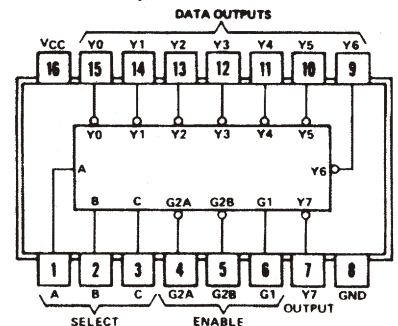 DATA OUTPUTS
VCC Y0 Y1 Y2 Y3 Y4 Y5 Y6
16 15 14 13 12 11 10 9
Y0 Y1 Y2 Y3 Y4 Y5
A Y6
B C G2A G2B G1 Y7
1 2 3 4 5 6 7 8
A B C G2A G2B G1 Y7 GND
SELECT ENABLE OUTPUT